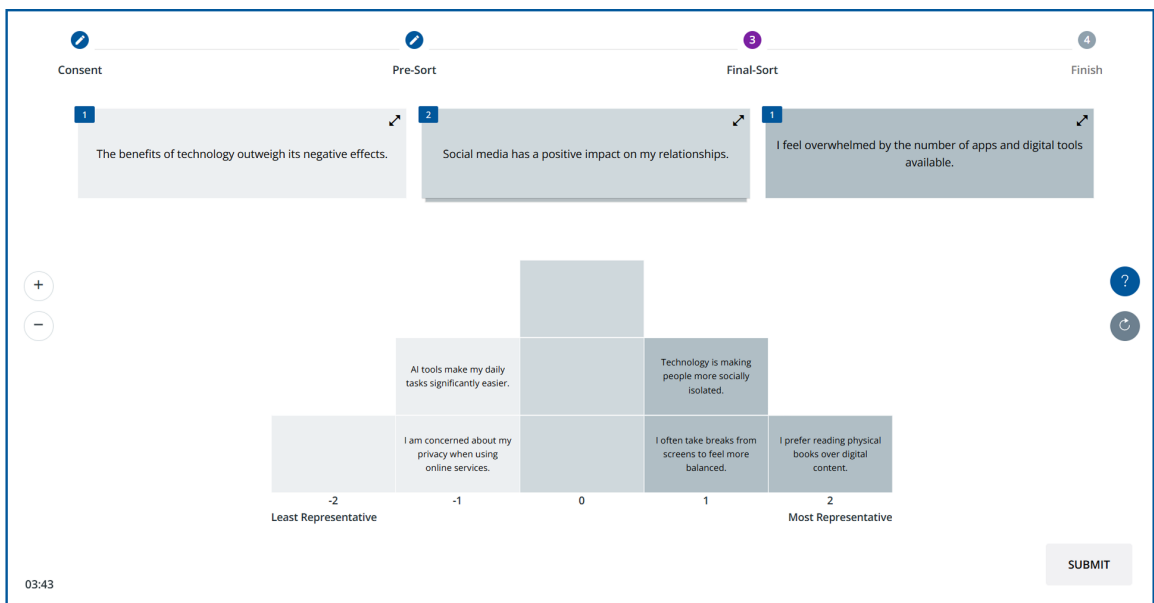 3
4
Consent
Pre-Sort
Final-Sort
Finish
1
The benefits of technology outweigh its negative effects.
2
Social media has a positive impact on my relationships.
1
I feel overwhelmed by the number of apps and digital tools
available.
+
−
?
AI tools make my daily
tasks significantly easier.
Technology is making
people more socially
isolated.
I am concerned about my
privacy when using
online services.
I often take breaks from
screens to feel more
balanced.
I prefer reading physical
books over digital
content.
-2
-1
0
1
2
Least Representative
Most Representative
SUBMIT
03:43